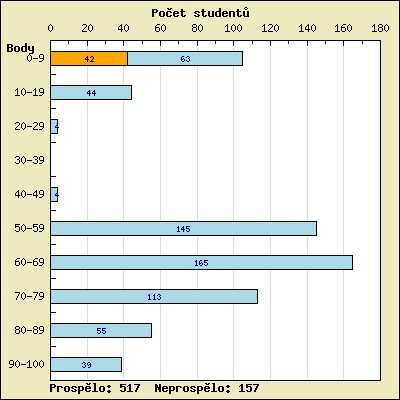 Počet studentů
0 20 40 60 80 100 120 140 160 180
Body
0-9 42 63
10-19 44
20-29 4
30-39
40-49 4
50-59 145
60-69 165
70-79 113
80-89 55
90-100 39
Prospělo: 517 Neprospělo: 157